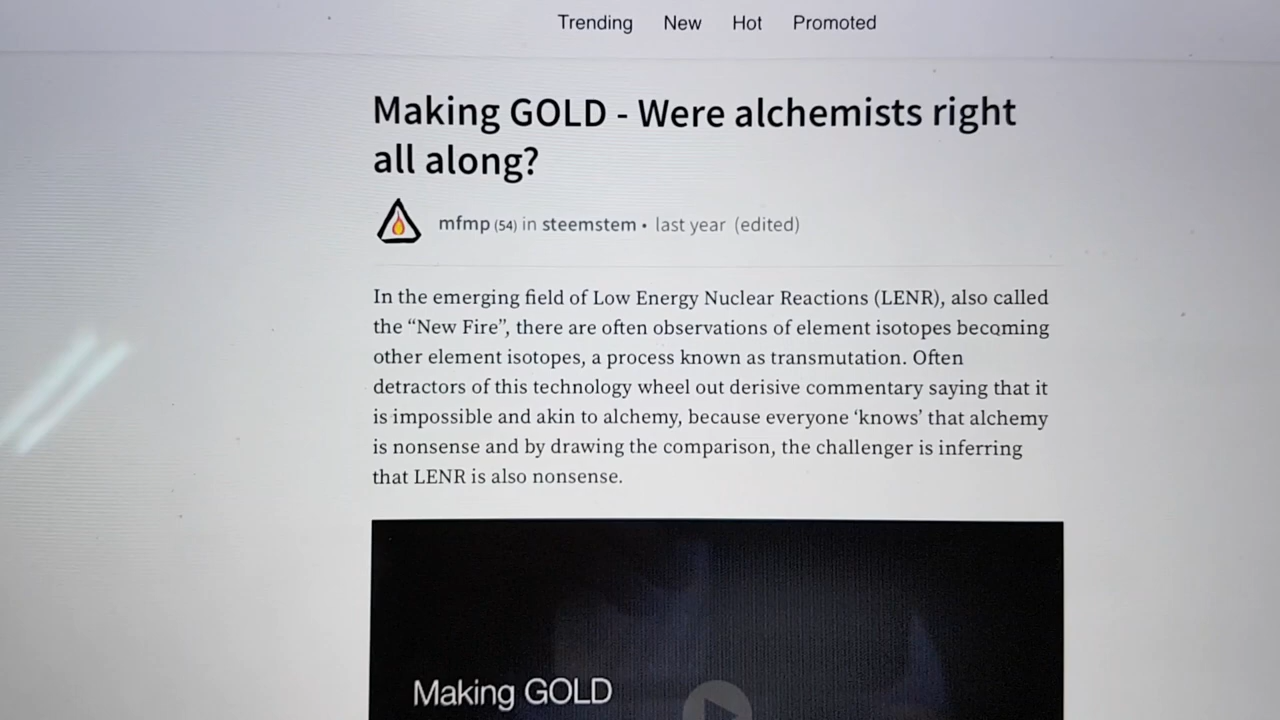 Trending New Hot Promoted
Making GOLD - Were alchemists right
all along?
mfmp (54) in steemstem • last year (edited)
In the emerging field of Low Energy Nuclear Reactions (LENR), also called
the “New Fire”, there are often observations of element isotopes becoming
other element isotopes, a process known as transmutation. Often
detractors of this technology wheel out derisive commentary saying that it
is impossible and akin to alchemy, because everyone ‘knows’ that alchemy
is nonsense and by drawing the comparison, the challenger is inferring
that LENR is also nonsense.
Making GOLD